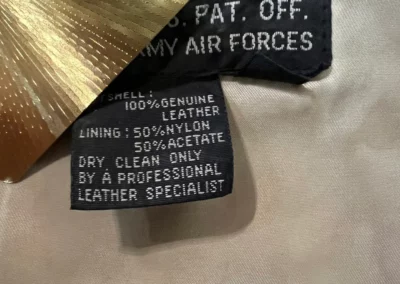 S. PAT. OFF.
MY AIR FORCES
SHELL:
100% GENUINE
LEATHER
LINING: 50% NYLON
50% ACETATE
DRY CLEAN ONLY
BY A PROFESSIONAL
LEATHER SPECIALIST